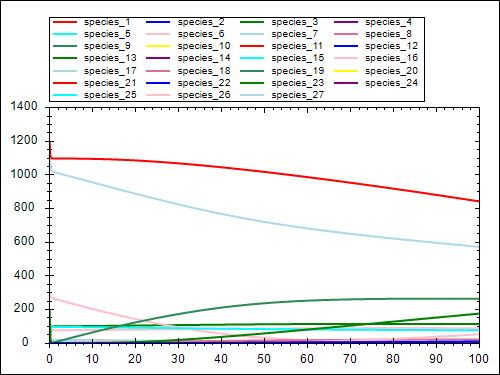 species_1 species_2 species_3 species_4
species_5 species_6 species_7 species_8
species_9 species_10 species_11 species_12
species_13 species_14 species_15 species_16
species_17 species_18 species_19 species_20
species_21 species_22 species_23 species_24
species_25 species_26 species_27
1400
1200
1000
800
600
400
200
0
0 10 20 30 40 50 60 70 80 90 100